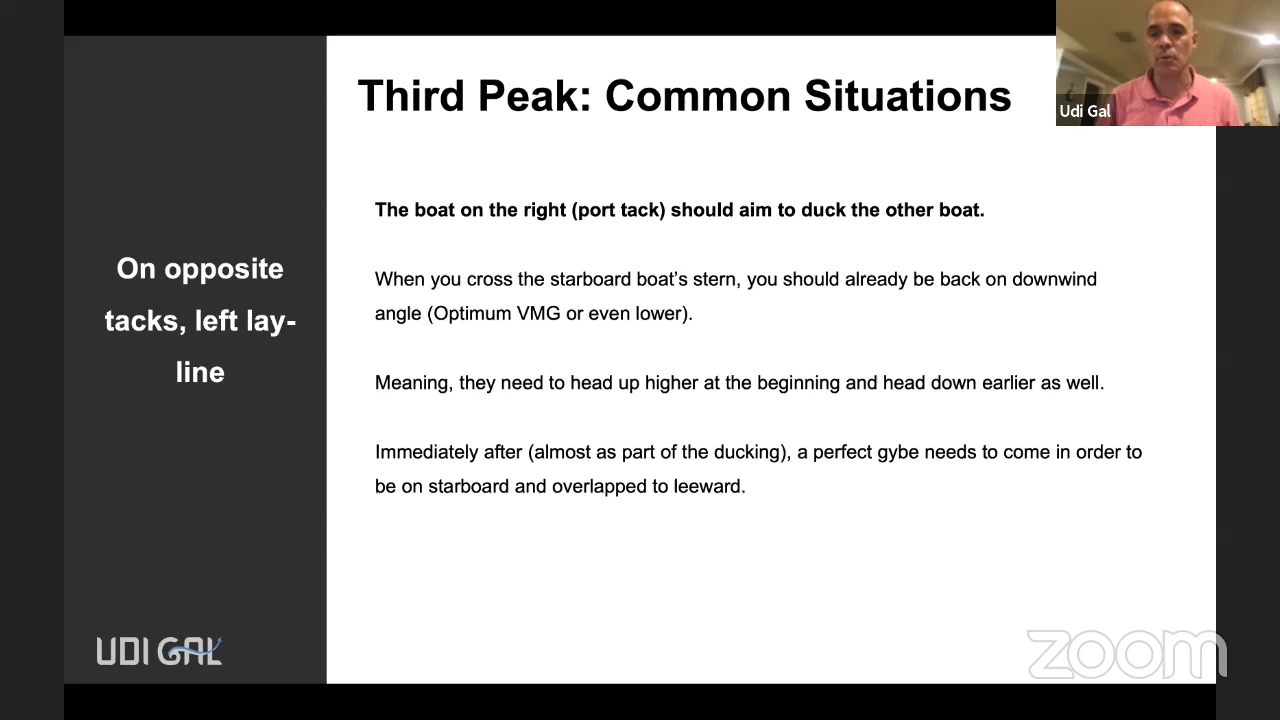 Third Peak: Common Situations
Udi Gal
The boat on the right (port tack) should aim to duck the other boat.
On opposite
tacks, left lay-
line
When you cross the starboard boat’s stern, you should already be back on downwind
angle (Optimum VMG or even lower).
Meaning, they need to head up higher at the beginning and head down earlier as well.
Immediately after (almost as part of the ducking), a perfect gybe needs to come in order to
be on starboard and overlapped to leeward.
UDI GAL
zoom